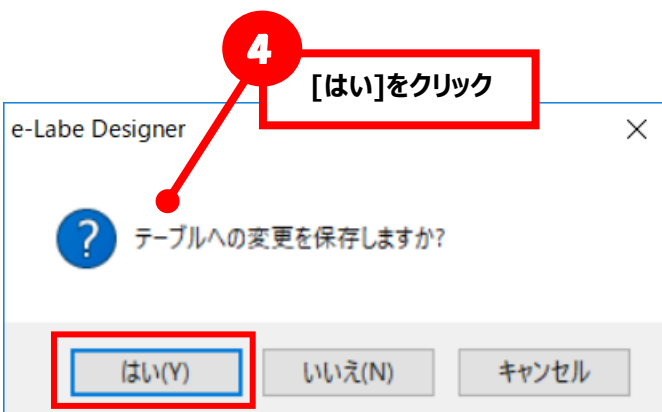 4
[はい]をクリック
e-Labe Designer
?
テーブルへの変更を保存しますか?
はい(Y)
いいえ(N)
キャンセル